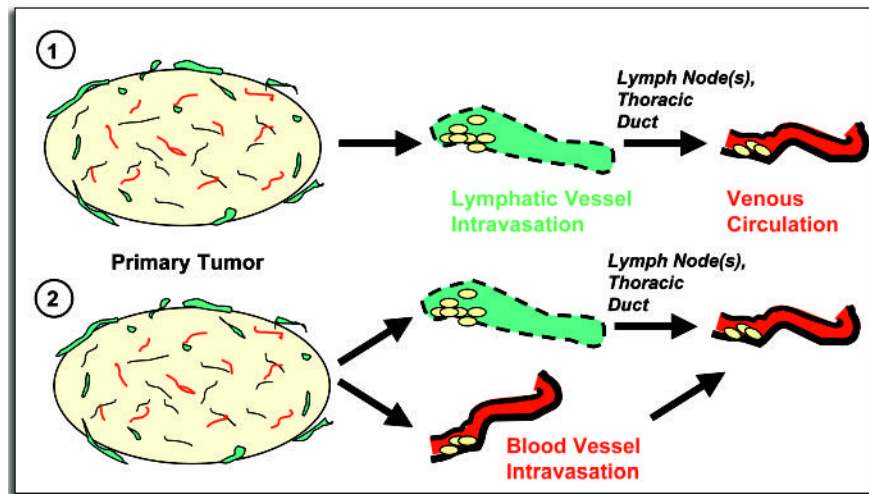 1
Lymph Node(s),
Thoracic
Duct
Lymphatic Vessel
Intravasation
Venous
Circulation
Primary Tumor
2
Lymph Node(s),
Thoracic
Duct
Blood Vessel
Intravasation